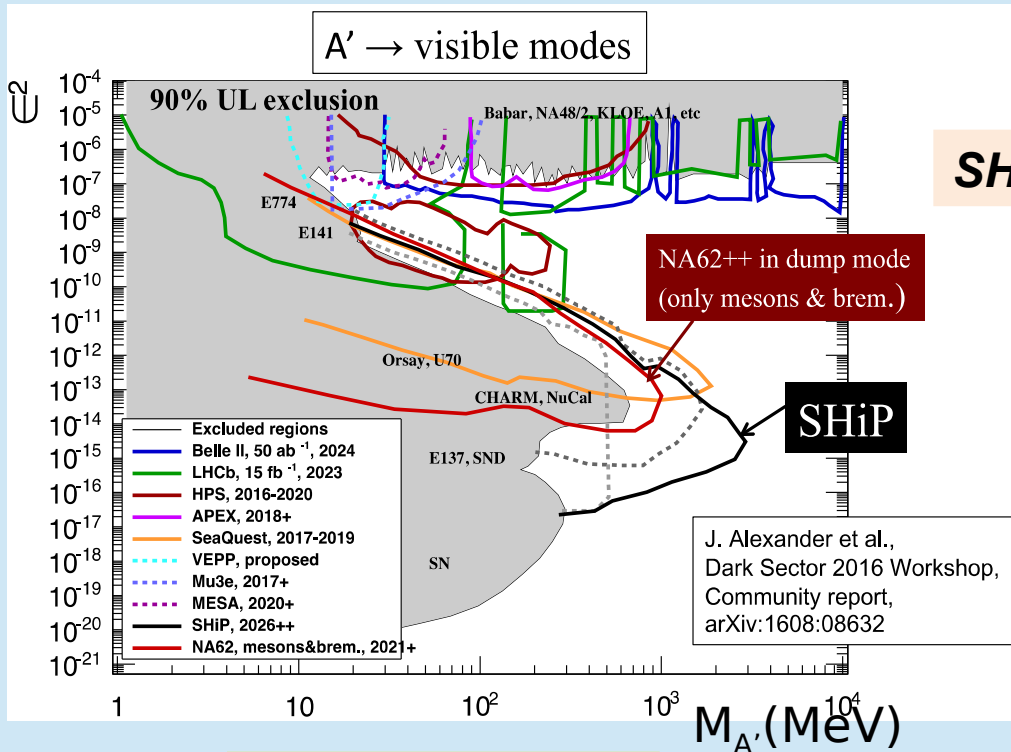 A' → visible modes
ϵ²
10⁻⁴
10⁻⁵
10⁻⁶
10⁻⁷
10⁻⁸
10⁻⁹
10⁻¹⁰
10⁻¹¹
10⁻¹²
10⁻¹³
10⁻¹⁴
10⁻¹⁵
10⁻¹⁶
10⁻¹⁷
10⁻¹⁸
10⁻¹⁹
10⁻²⁰
10⁻²¹
90% UL exclusion
Babar, NA48/2, KLOE, A1, etc
SH
E774
E141
NA62++ in dump mode
(only mesons & brem.)
Orsay, U70
CHARM, NuCal
SHiP
E137, SND
SN
Excluded regions
Belle II, 50 ab ⁻¹, 2024
LHCb, 15 fb ⁻¹, 2023
HPS, 2016-2020
APEX, 2018+
SeaQuest, 2017-2019
VEPP, proposed
Mu3e, 2017+
MESA, 2020+
SHiP, 2026++
NA62, mesons&brem., 2021+
J. Alexander et al.,
Dark Sector 2016 Workshop,
Community report,
arXiv:1608:08632
1 10 10² 10³ 10⁴
M_A'(MeV)